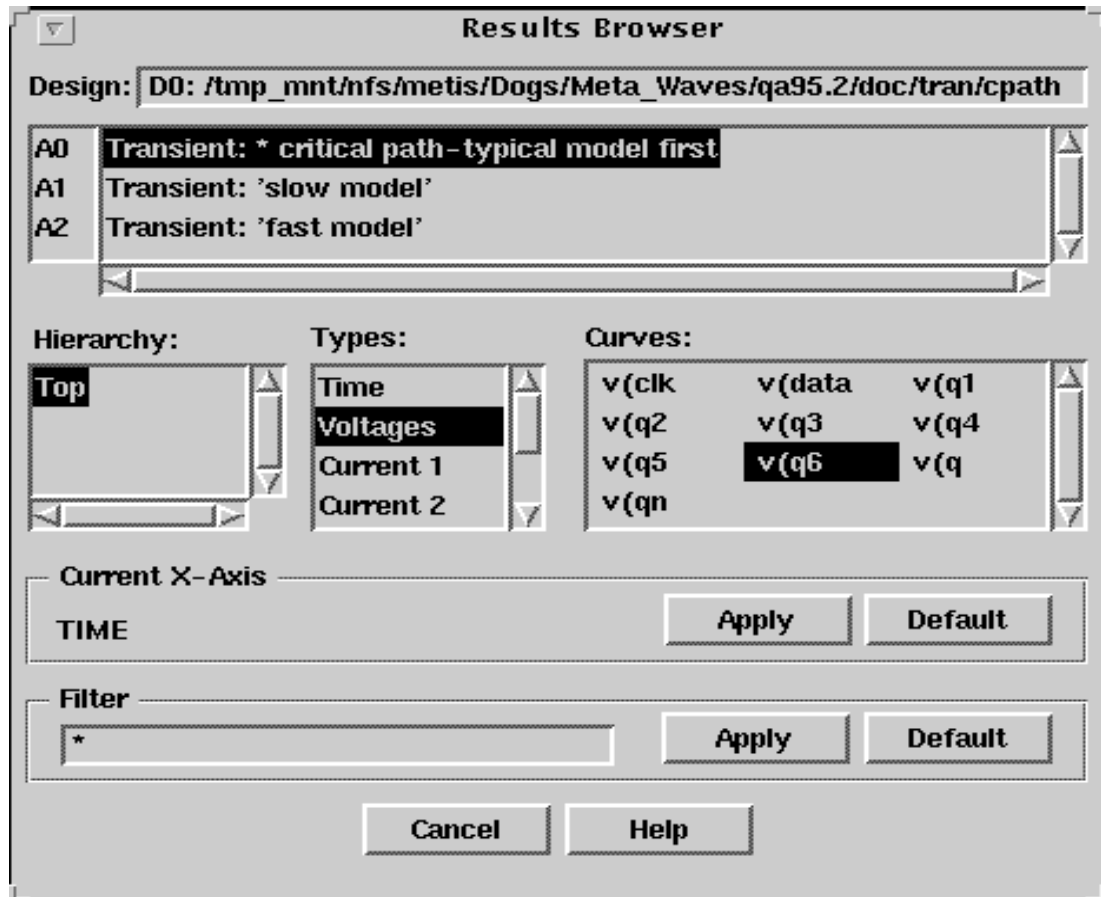 Results Browser
Design: D0: /tmp_mnt/nfs/metis/Dogs/Meta_Waves/qa95.2/doc/tran/cpath
A0 Transient: * critical path-typical model first
A1 Transient: 'slow model'
A2 Transient: 'fast model'
Hierarchy: Types: Curves:
Top Time v(clk v(data v(q1
Voltages v(q2 v(q3 v(q4
Current 1 v(q5 v(q6 v(q
Current 2 v(qn
Current X-Axis
TIME Apply Default
Filter
* Apply Default
Cancel Help